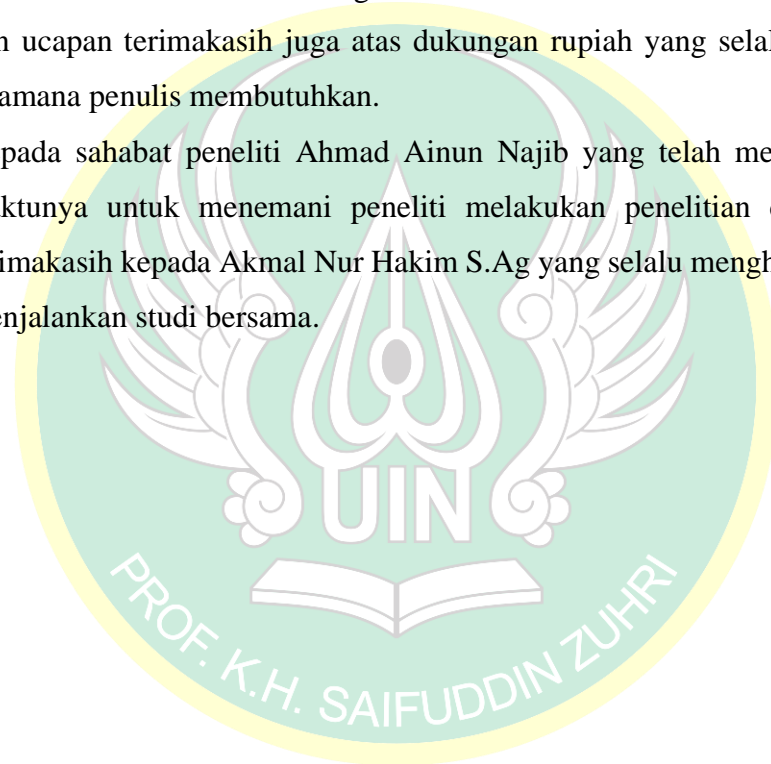 n ucapan terimakasih juga atas dukungan rupiah yang sela
amana penulis membutuhkan.
pada sahabat peneliti Ahmad Ainun Najib yang telah me
aktunya untuk menemani peneliti melakukan penelitian
imakasih kepada Akmal Nur Hakim S.Ag yang selalu mengh
enjalankan studi bersama.
UIN
PROF. K.H. SAIFUDDIN ZUHRI